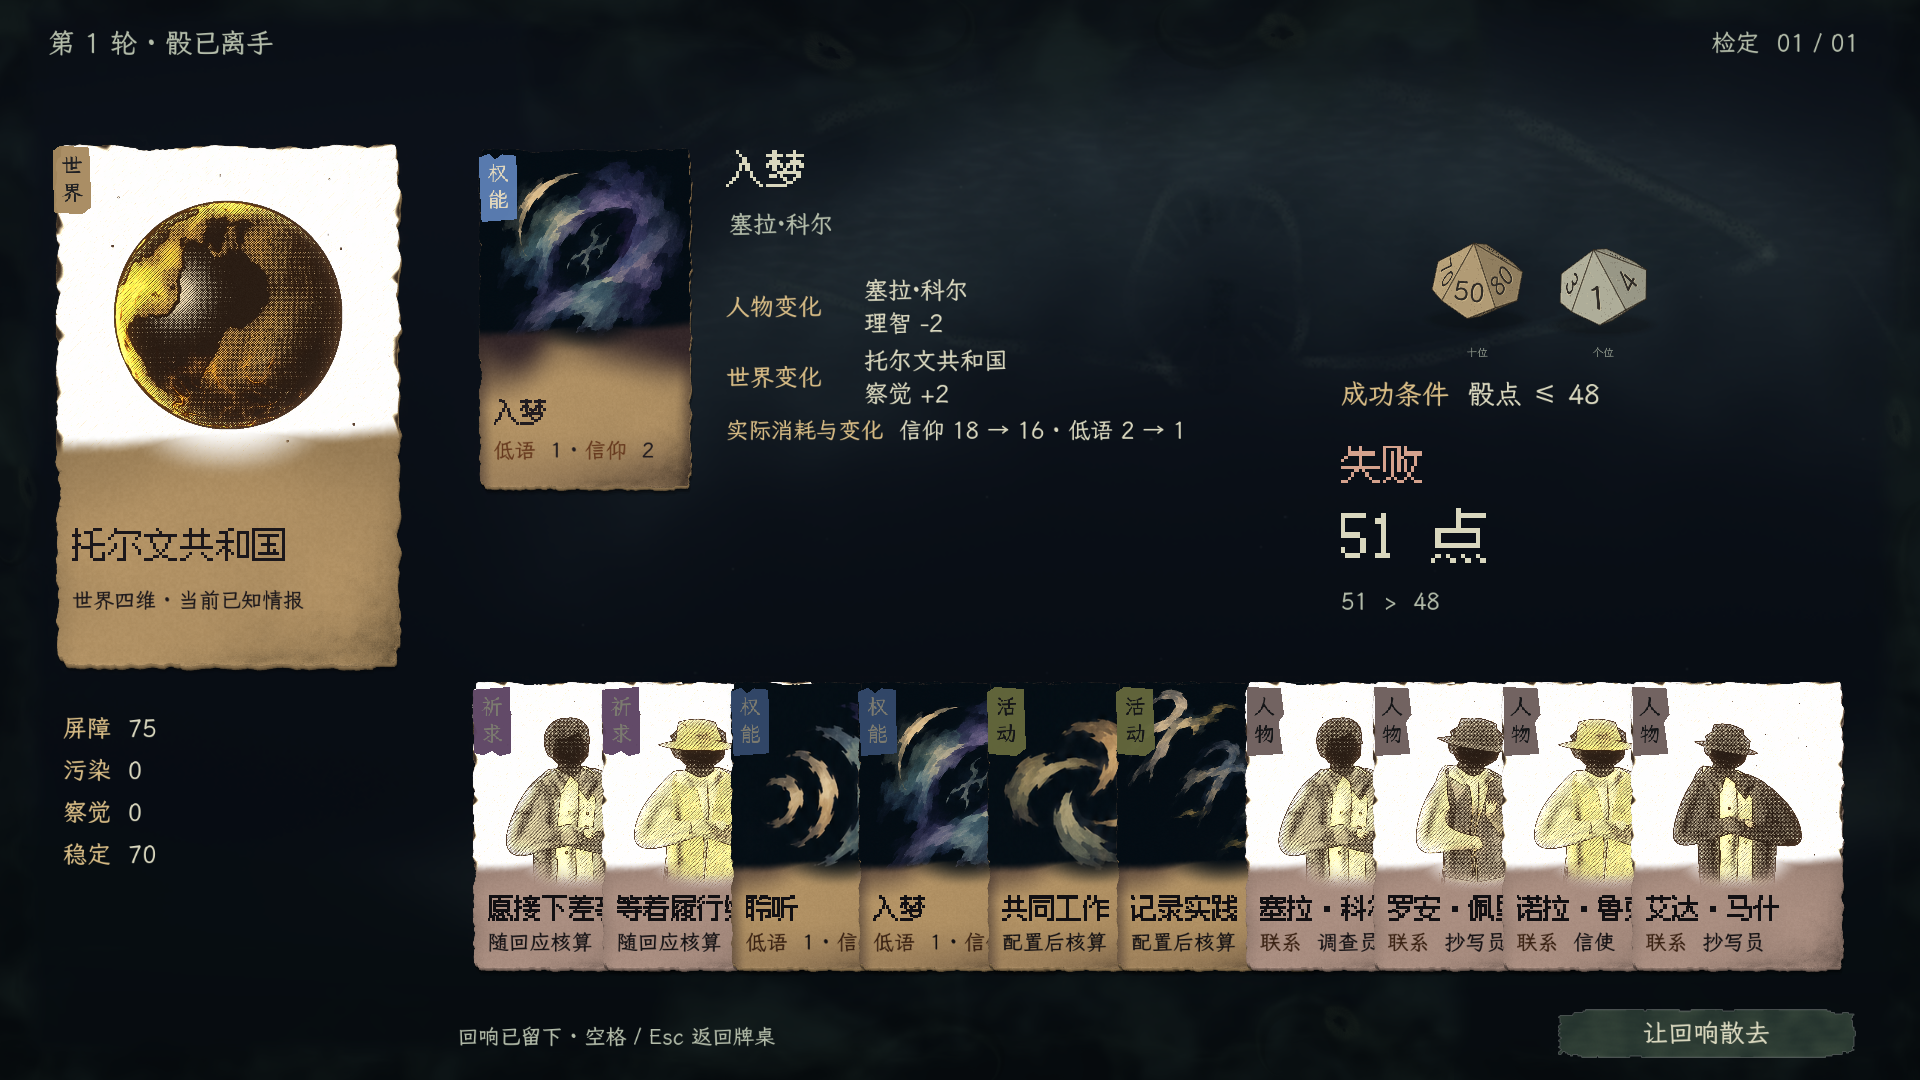 第 1 轮・骰已离手
检定 01 / 01
世界
托尔文共和国
世界四维・当前已知情报
屏障 75
污染 0
察觉 0
稳定 70
权能
入梦
低语 1・信仰 2
入梦
塞拉•科尔
人物变化 塞拉•科尔
理智 -2
世界变化 托尔文共和国
察觉 +2
实际消耗与变化 信仰 18 → 16・低语 2 → 1
70 50 80
3 1 4
十位 个位
成功条件 骰点 ≤ 48
失败
51 点
51 > 48
祈求
愿接下差
随回应核算
祈求
等着履行
随回应核算
权能
聆听
低语 1・信
权能
入梦
低语 1・信
活动
共同工作
配置后核算
活动
记录实践
配置后核算
人物
塞拉・科
联系 调查员
人物
罗安・佩
联系 抄写员
人物
诺拉・鲁
联系 信使
人物
艾达・马什
联系 抄写员
回响已留下・空格 / Esc 返回牌桌
让回响散去